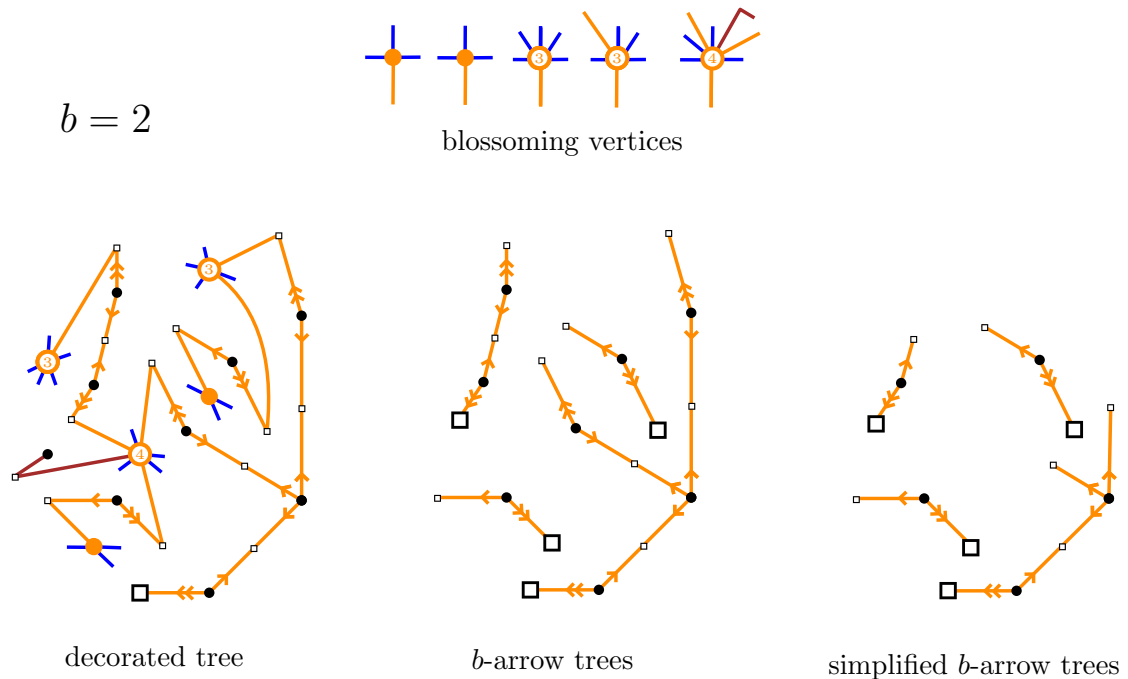 3 3 4
b = 2
blossoming vertices
3
3
4
decorated tree
b-arrow trees
simplified b-arrow trees